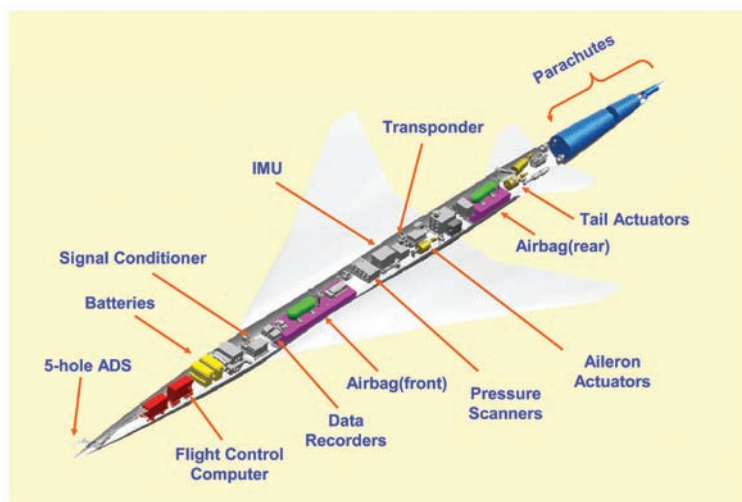 Parachutes
Transponder
IMU
Tail Actuators
Airbag(rear)
Signal Conditioner
Batteries
5-hole ADS
Aileron
Actuators
Airbag(front)
Pressure
Scanners
Data
Recorders
Flight Control
Computer